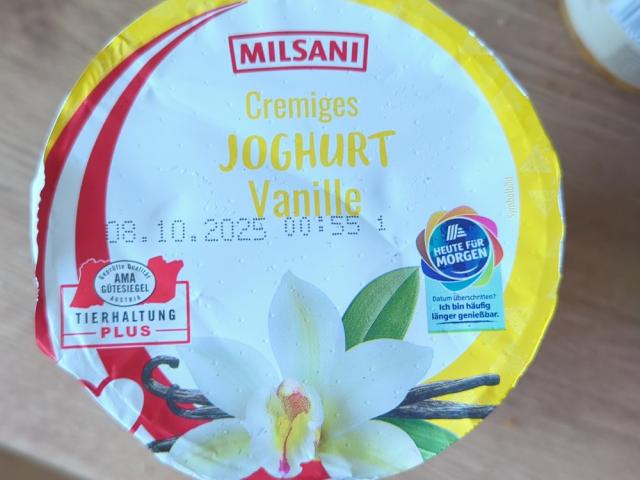 MILSANI
Cremiges
JOGHURT
Vanille
08.10.2025 00:55 1
Symbolbild
HEUTE FÜR
MORGEN
Datum überschritten?
Ich bin häufig
länger genießbar.
Geprüfte Qualität
AMA
GÜTESIEGEL
AUSTRIA
TIERHALTUNG
PLUS